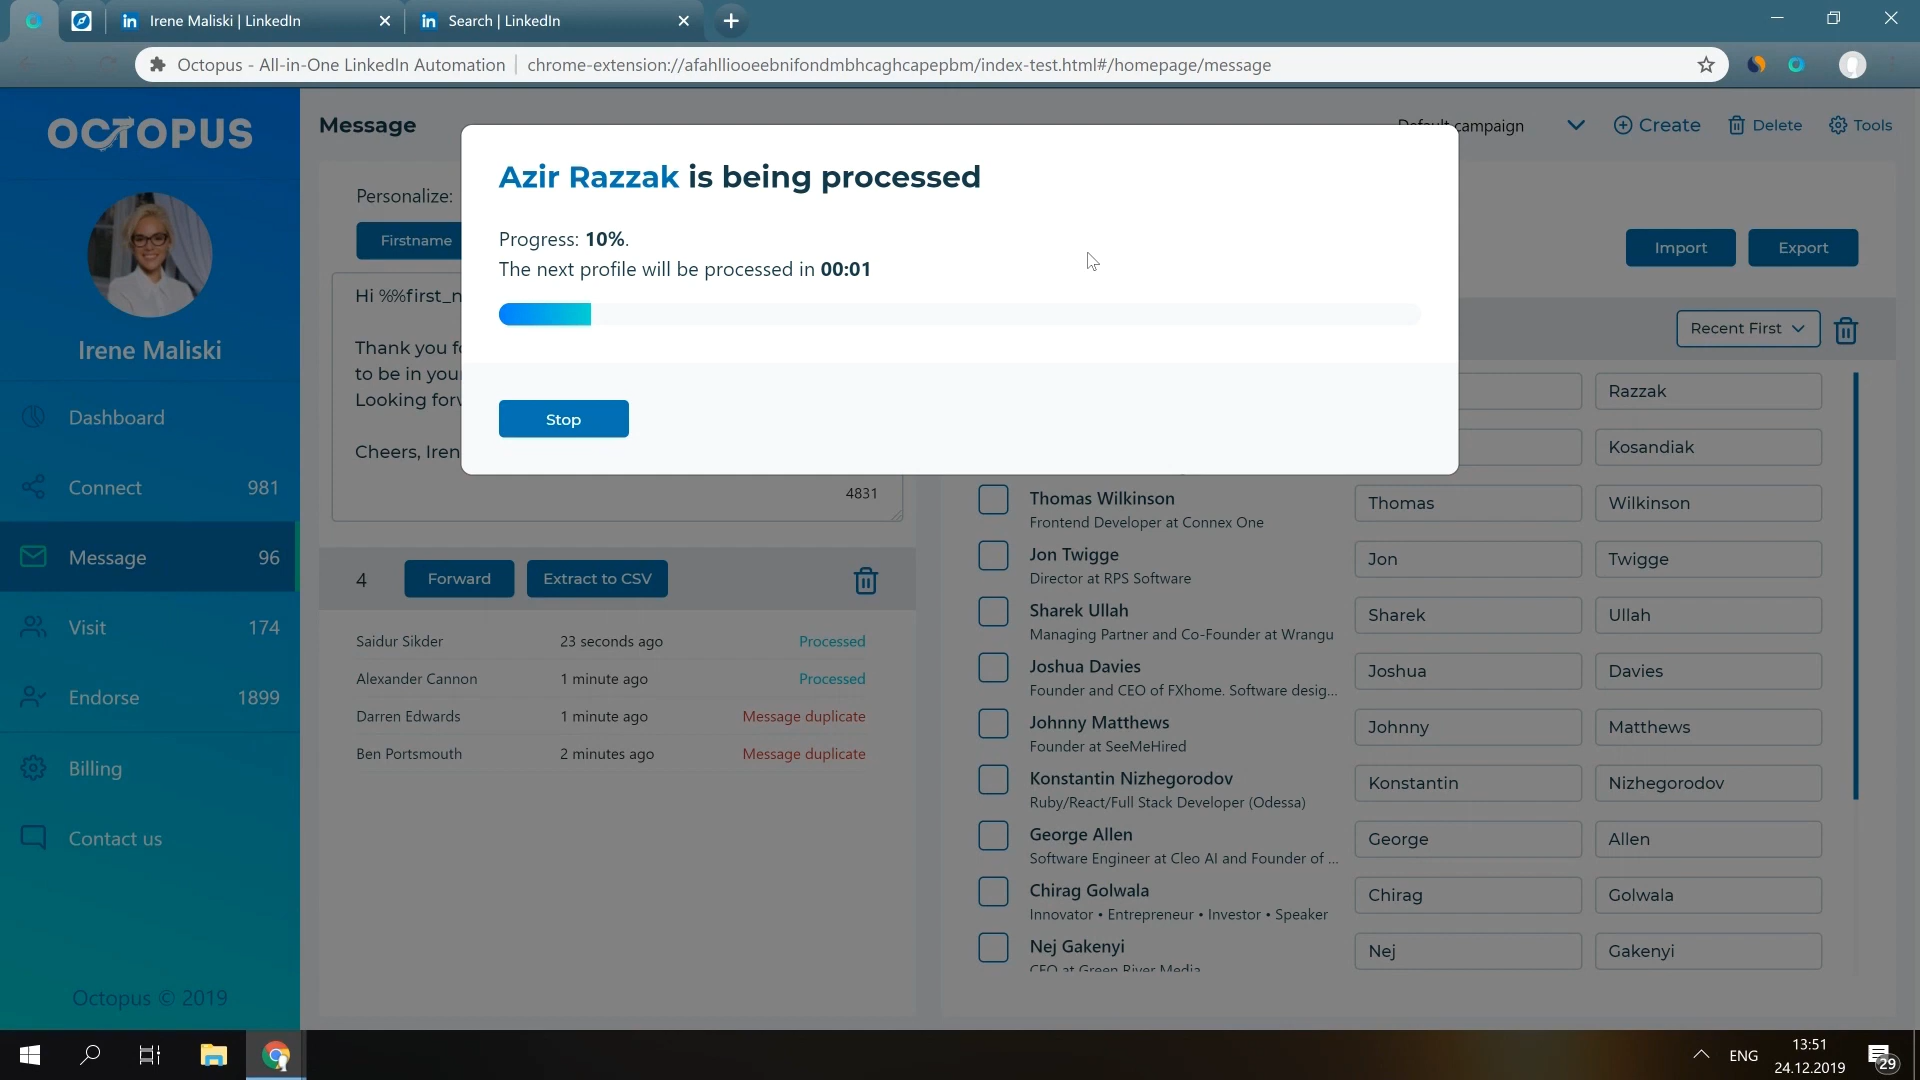 Irene Maliski | LinkedIn
Search | LinkedIn
Octopus - All-in-One LinkedIn Automation
chrome-extension://afahlliooeebnifondmbhcaghcapepbm/index-test.html#/homepage/message
OCTOPUS
Irene Maliski
Dashboard
Connect 981
Message 96
Visit 174
Endorse 1899
Billing
Contact us
Octopus © 2019
Message
Default campaign
Create
Delete
Tools
Personalize:
Firstname
Hi %%first_n
Thank you f
to be in you
Looking forw
Cheers, Iren
4831
Azir Razzak is being processed
Progress: 10%.
The next profile will be processed in 00:01
Stop
Import
Export
Recent First
4
Forward
Extract to CSV
Saidur Sikder 23 seconds ago Processed
Alexander Cannon 1 minute ago Processed
Darren Edwards 1 minute ago Message duplicate
Ben Portsmouth 2 minutes ago Message duplicate
Razzak
Kosandiak
Thomas Wilkinson
Frontend Developer at Connex One
Thomas
Wilkinson
Jon Twigge
Director at RPS Software
Jon
Twigge
Sharek Ullah
Managing Partner and Co-Founder at Wrangu
Sharek
Ullah
Joshua Davies
Founder and CEO of FXhome. Software desig...
Joshua
Davies
Johnny Matthews
Founder at SeeMeHired
Johnny
Matthews
Konstantin Nizhegorodov
Ruby/React/Full Stack Developer (Odessa)
Konstantin
Nizhegorodov
George Allen
Software Engineer at Cleo AI and Founder of ...
George
Allen
Chirag Golwala
Innovator • Entrepreneur • Investor • Speaker
Chirag
Golwala
Nej Gakenyi
CEO at Green River Media
Nej
Gakenyi
ENG
13:51
24.12.2019
29